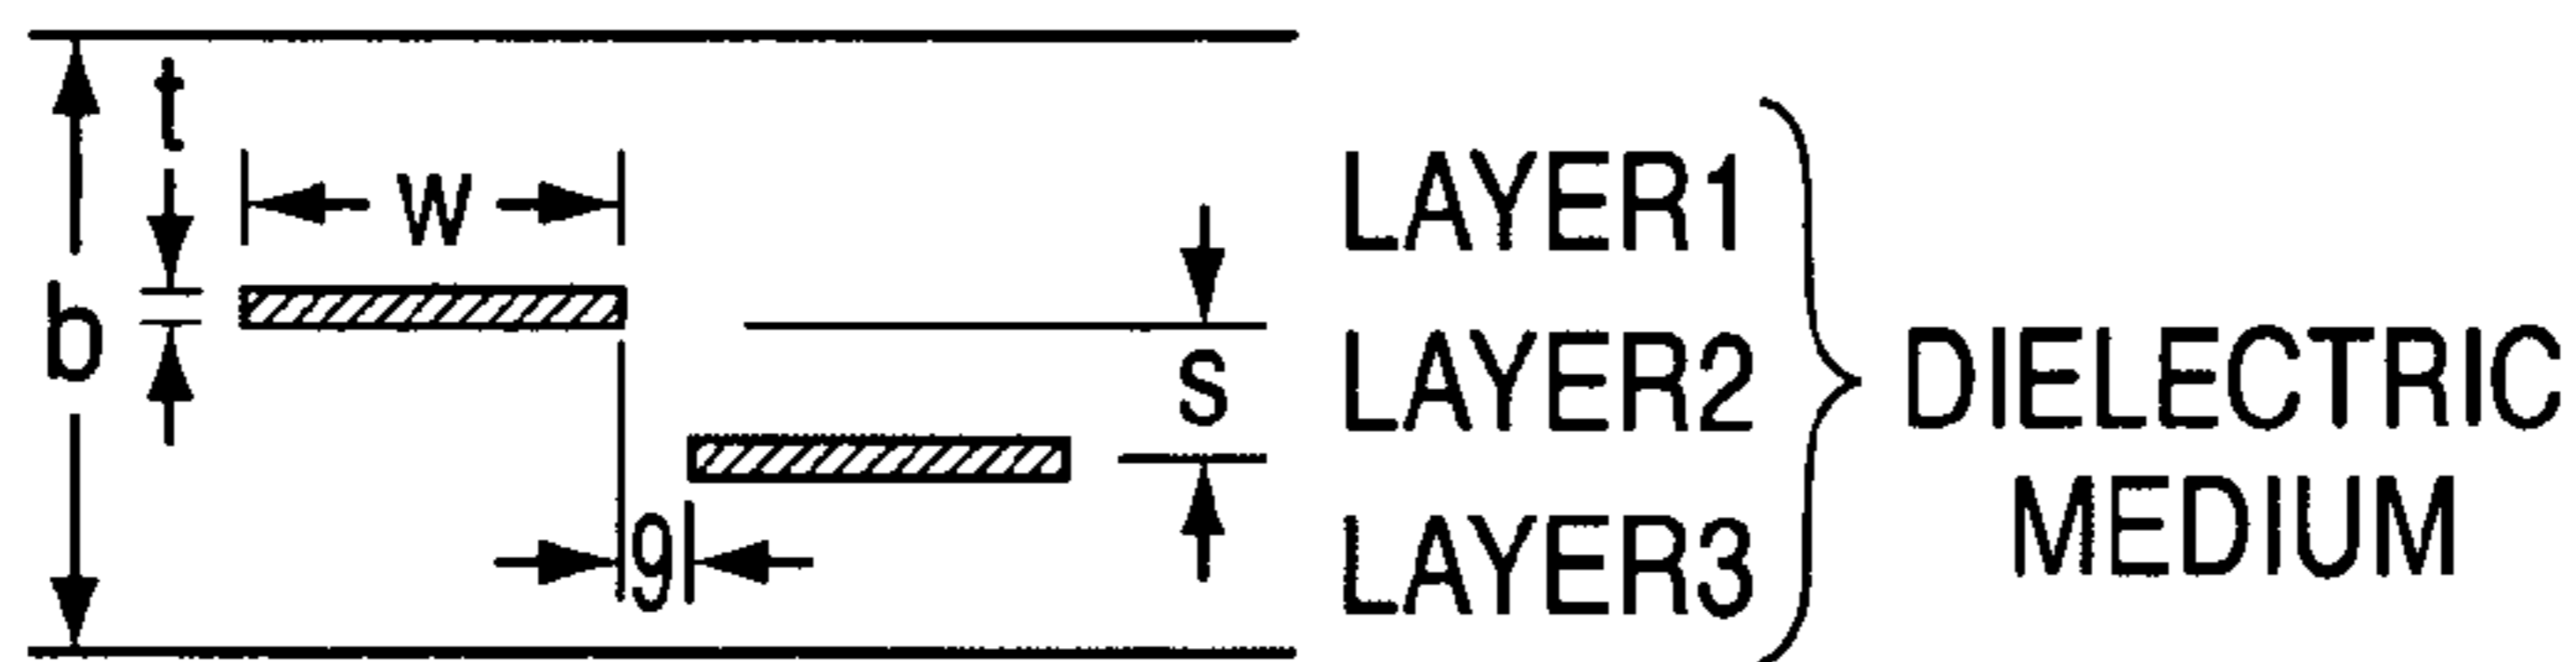 t
W
b
S
g
LAYER1
LAYER2
LAYER3
DIELECTRIC
MEDIUM